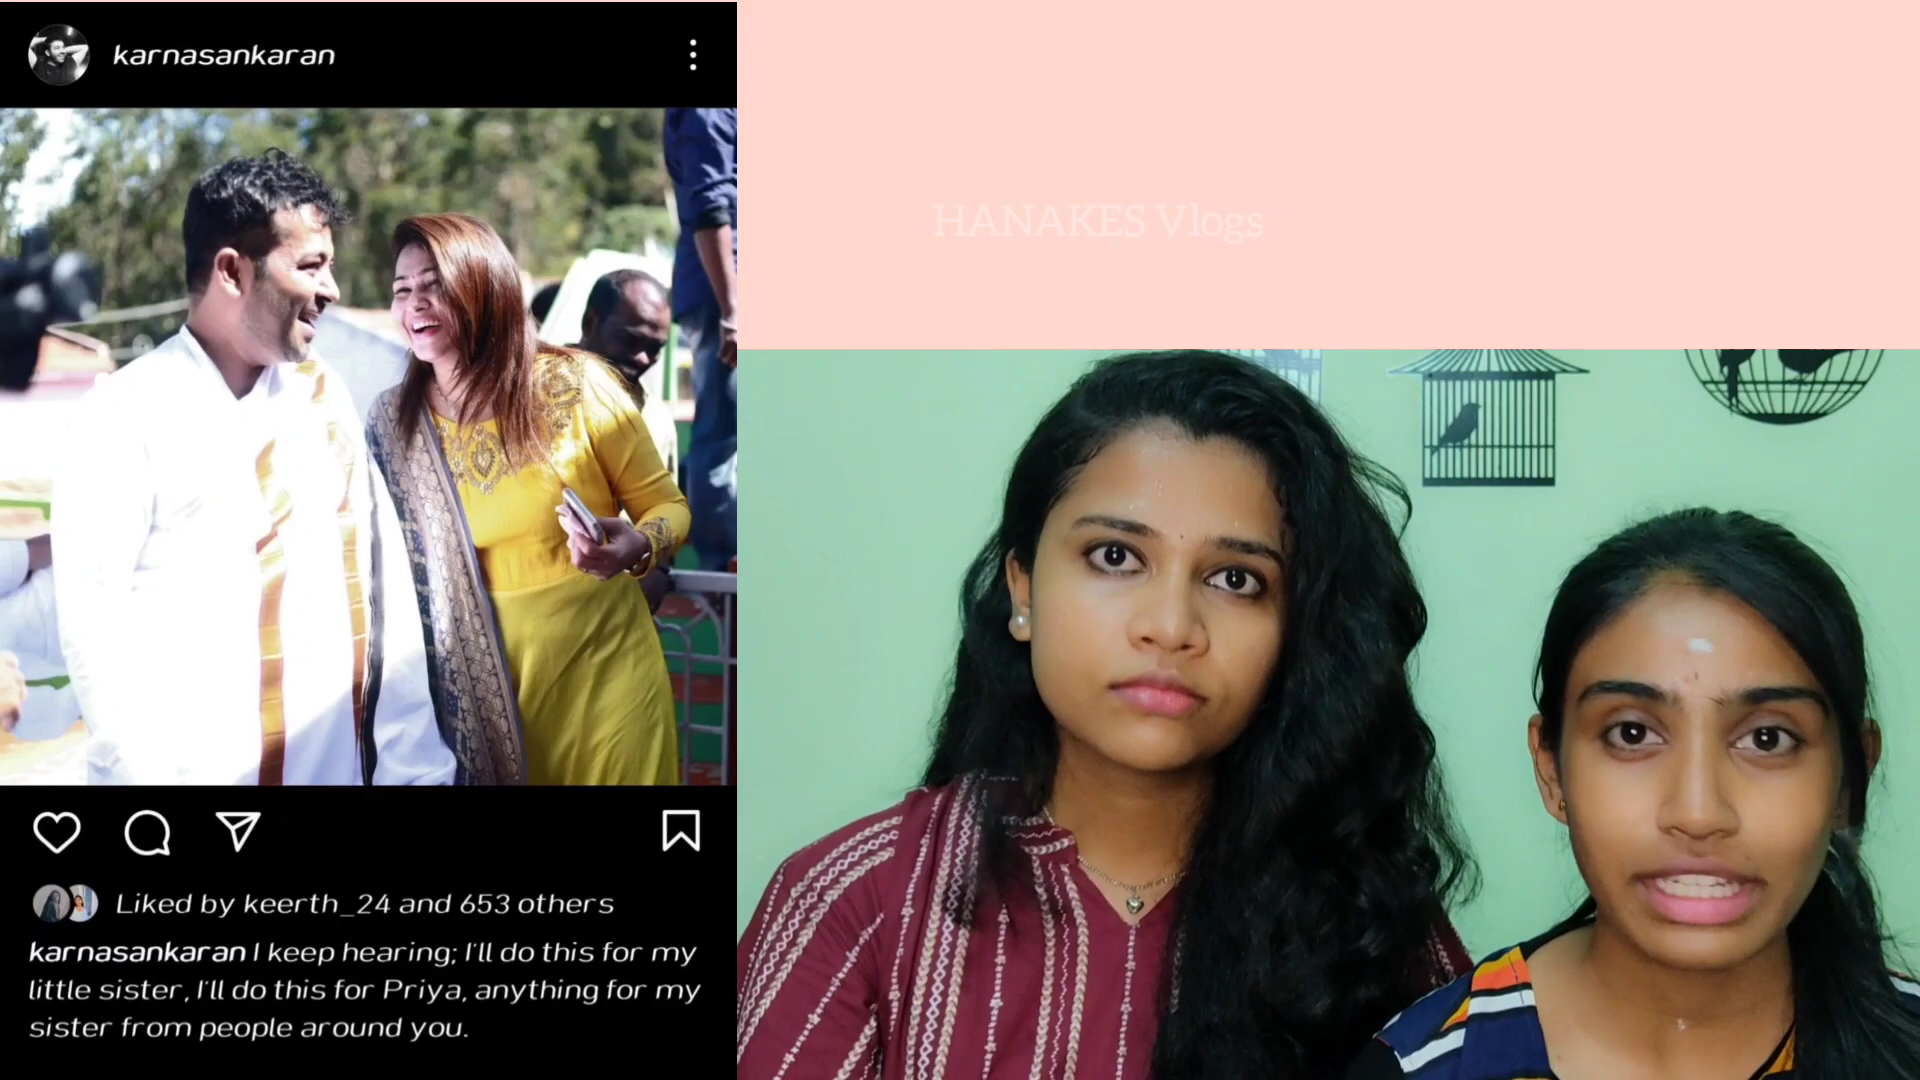 karnasankaran
HANAKES Vlogs
Liked by keerth_24 and 653 others
karnasankaran I keep hearing; I'll do this for my
little sister, I'll do this for Priya, anything for my
sister from people around you.